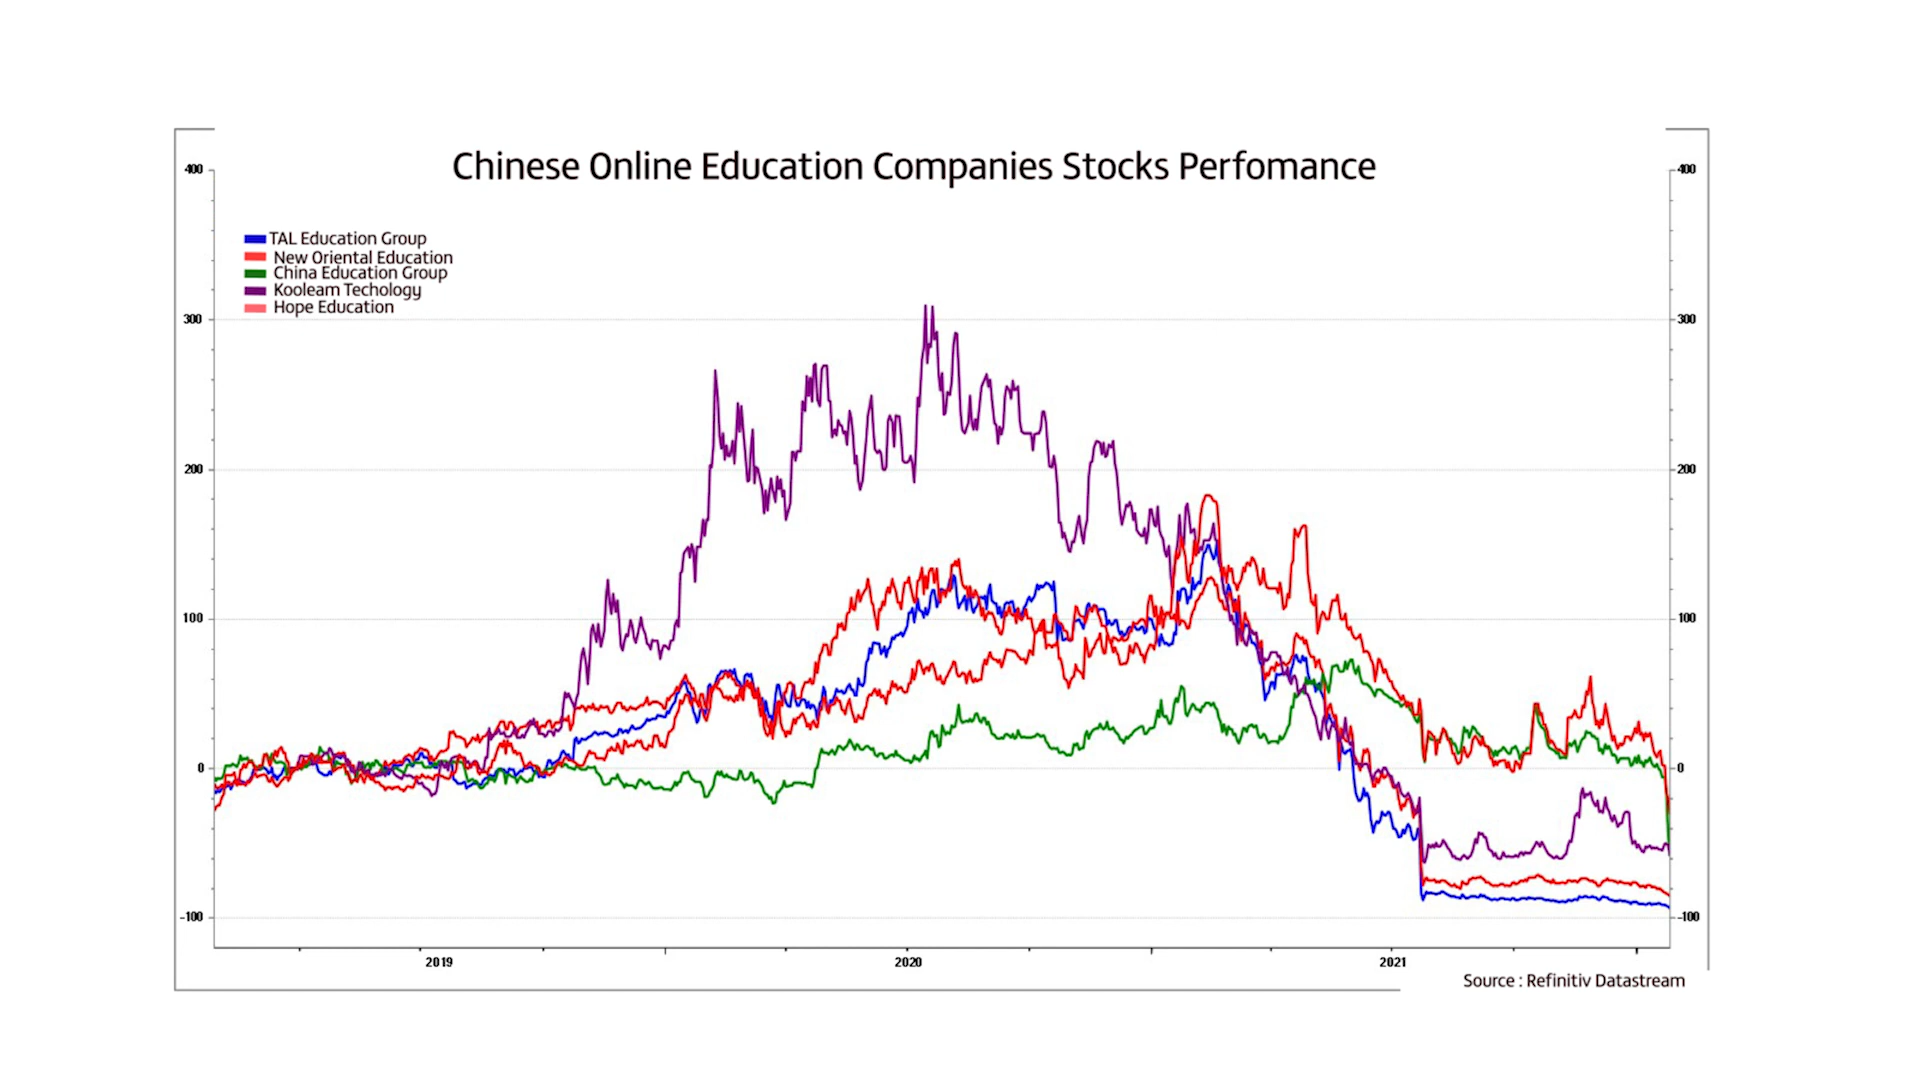 Chinese Online Education Companies Stocks Perfomance
400 400
TAL Education Group
New Oriental Education
China Education Group
Kooleam Techology
Hope Education
300 300
200 200
100 100
0 0
-100 -100
2019 2020 2021
Source : Refinitiv Datastream